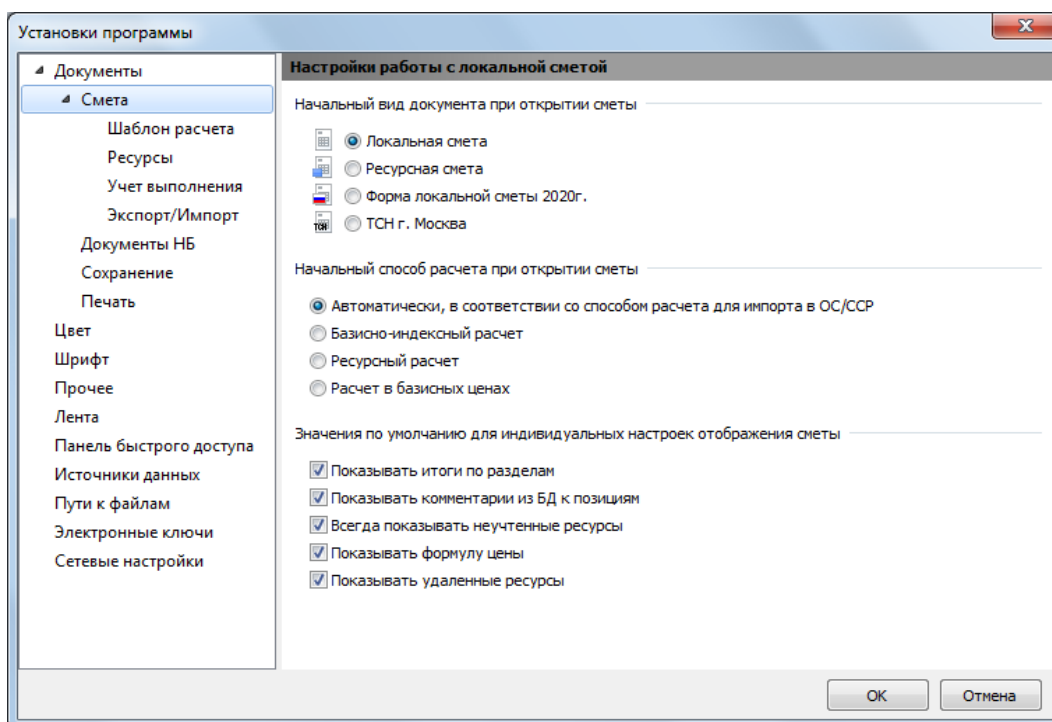 Установки программы
Документы
Смета
Шаблон расчета
Ресурсы
Учет выполнения
Экспорт/Импорт
Документы НБ
Сохранение
Печать
Цвет
Шрифт
Прочее
Лента
Панель быстрого доступа
Источники данных
Пути к файлам
Электронные ключи
Сетевые настройки
Настройки работы с локальной сметой
Начальный вид документа при открытии сметы
Локальная смета
Ресурсная смета
Форма локальной сметы 2020г.
ТСН ТСН г. Москва
Начальный способ расчета при открытии сметы
Автоматически, в соответствии со способом расчета для импорта в ОС/ССР
Базисно-индексный расчет
Ресурсный расчет
Расчет в базисных ценах
Значения по умолчанию для индивидуальных настроек отображения сметы
Показывать итоги по разделам
Показывать комментарии из БД к позициям
Всегда показывать неучтенные ресурсы
Показывать формулу цены
Показывать удаленные ресурсы
ОК Отмена